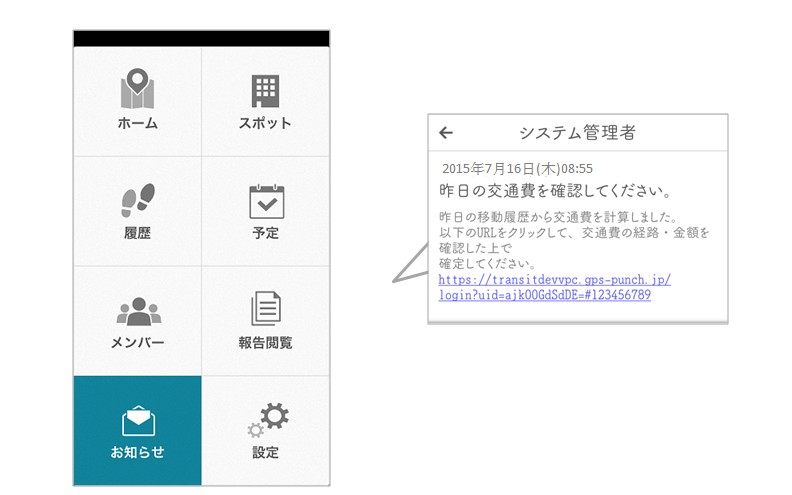 ホーム
スポット
履歴
予定
メンバー
報告閲覧
お知らせ
設定
システム管理者
2015年7月16日(木)08:55
昨日の交通費を確認してください。
昨日の移動履歴から交通費を計算しました。
以下のURLをクリックして、交通費の経路・金額を
確認した上で
確定してください。
https://transitdevvpc.gps-punch.jp/
login?uid=ajkOOGdSdDE=#123456789